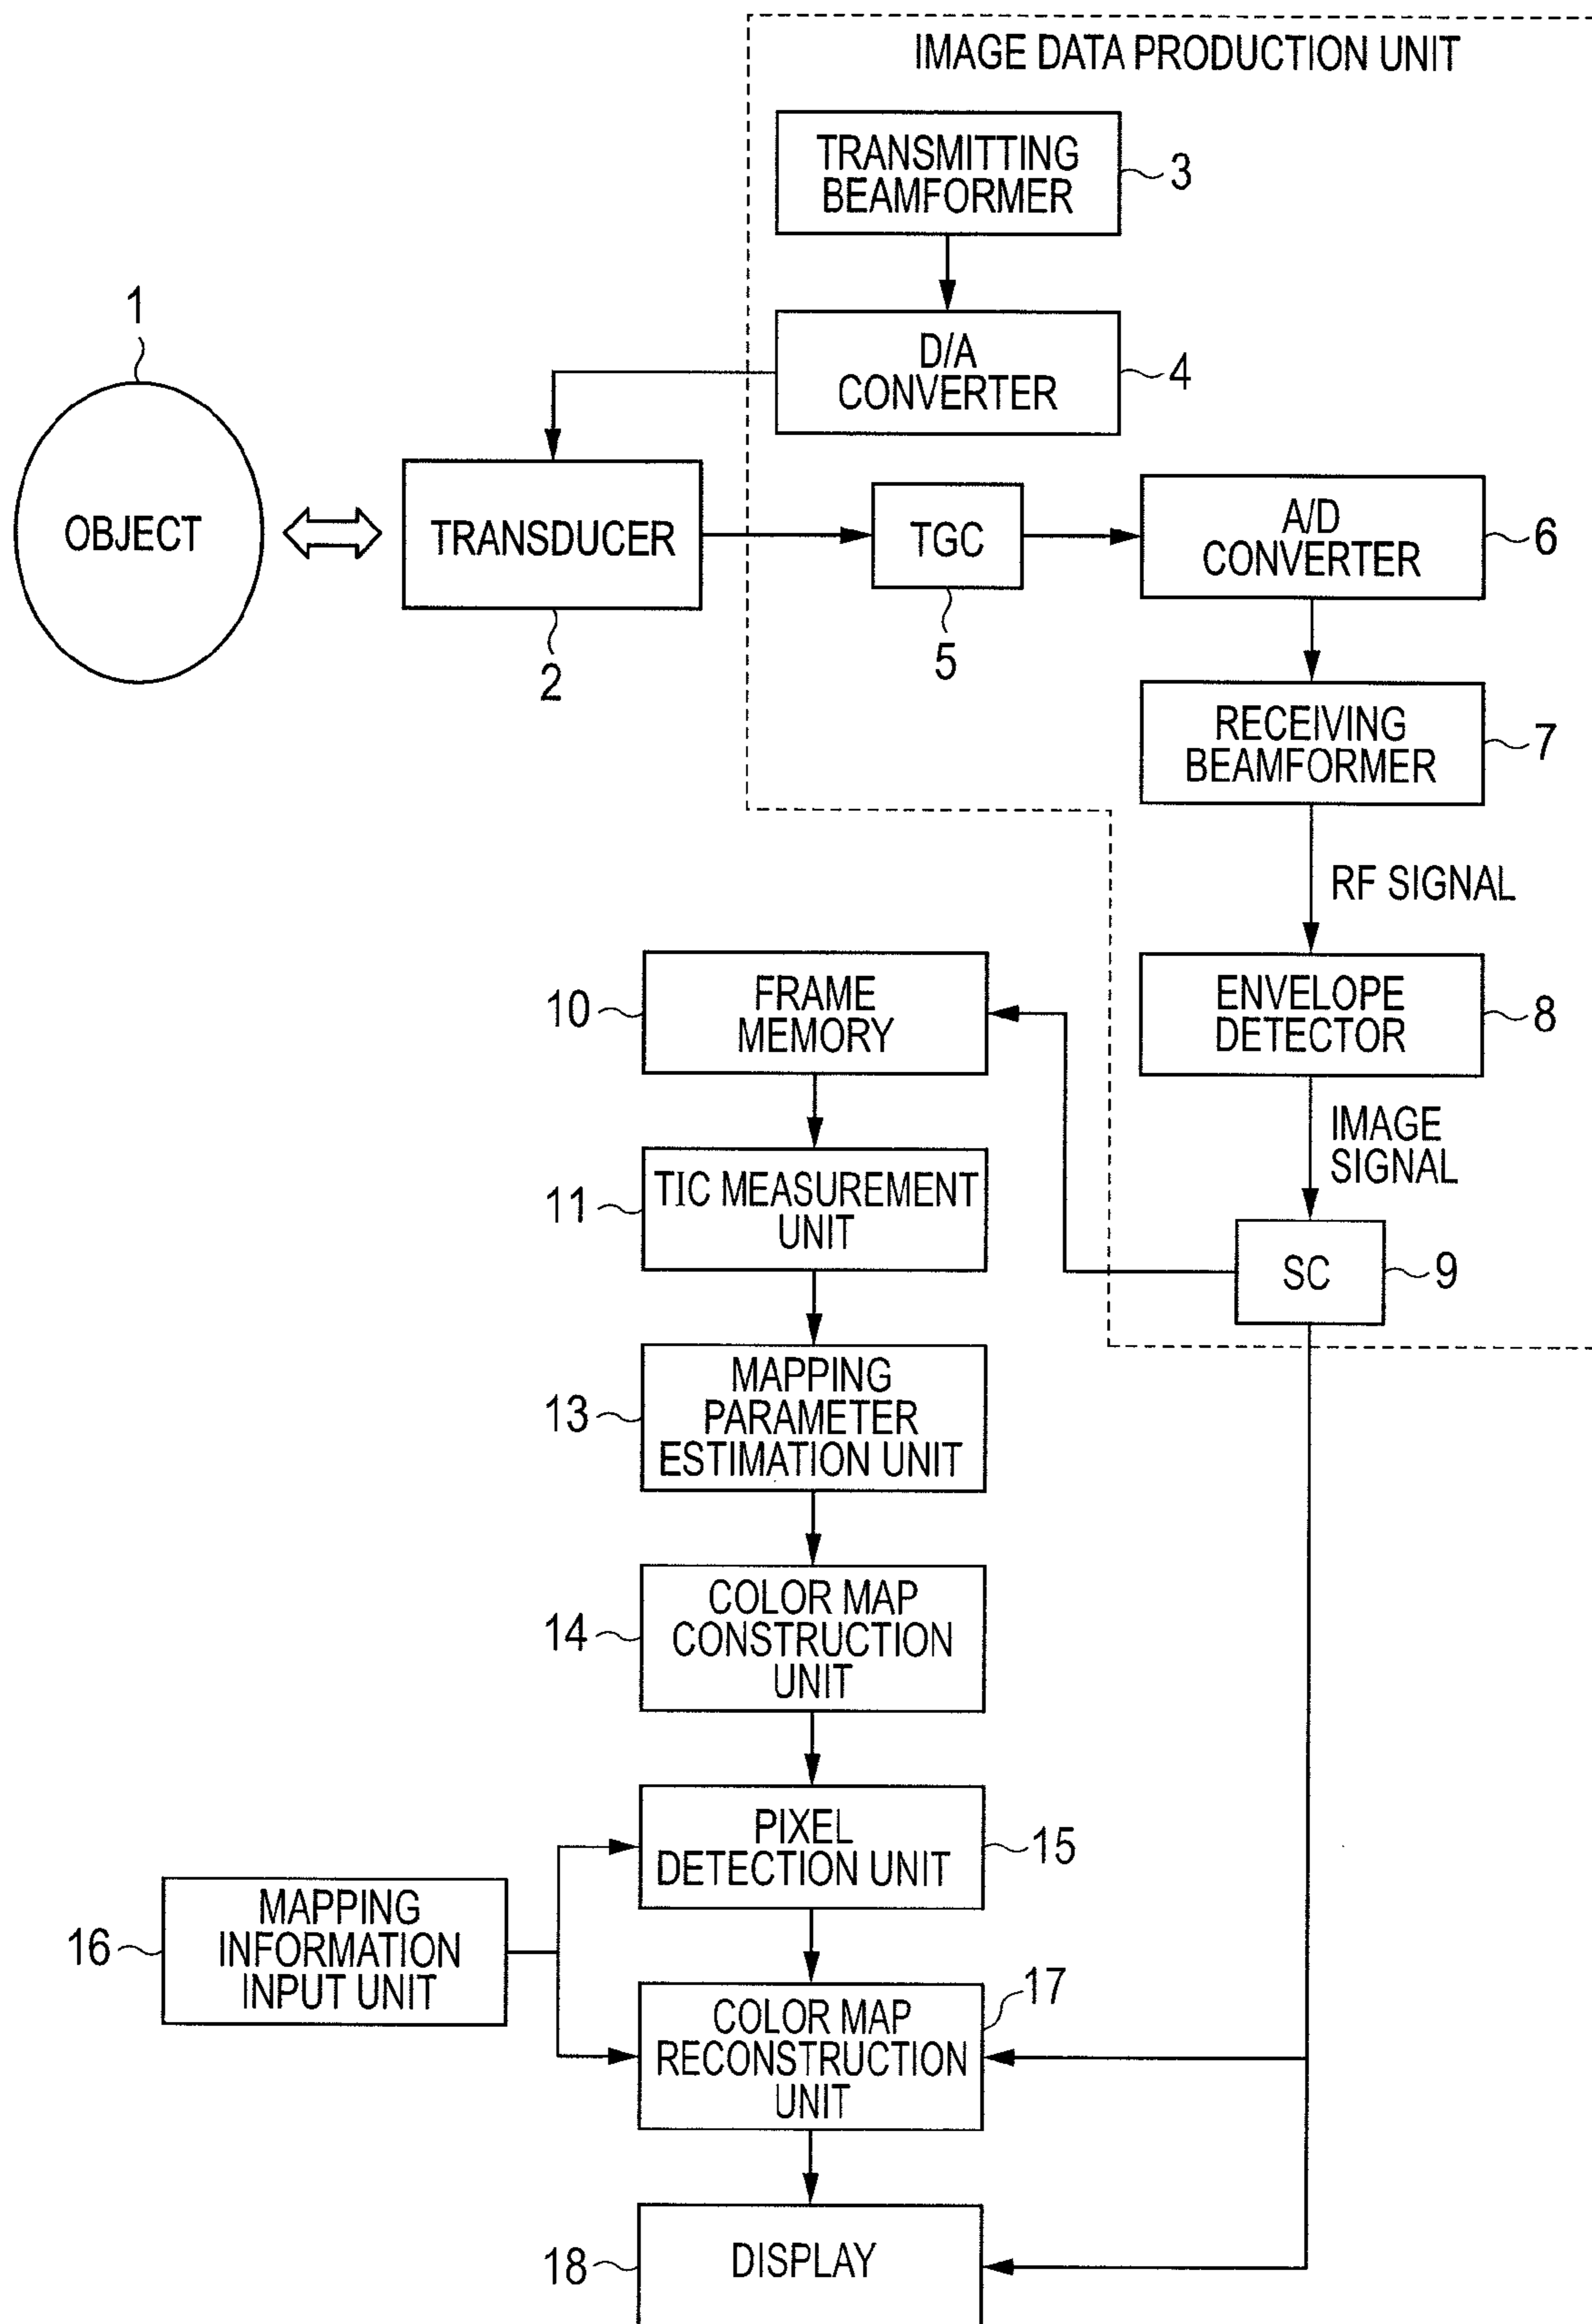 IMAGE DATA PRODUCTION UNIT
TRANSMITTING
BEAMFORMER
3
D/A
CONVERTER
4
1
OBJECT
TRANSDUCER
2
TGC
5
A/D
CONVERTER
6
RECEIVING
BEAMFORMER
7
RF SIGNAL
ENVELOPE
DETECTOR
8
IMAGE
SIGNAL
SC
9
10
FRAME
MEMORY
11
TIC MEASUREMENT
UNIT
13
MAPPING
PARAMETER
ESTIMATION UNIT
14
COLOR MAP
CONSTRUCTION
UNIT
PIXEL
DETECTION UNIT
15
16
MAPPING
INFORMATION
INPUT UNIT
COLOR MAP
RECONSTRUCTION
UNIT
17
18
DISPLAY